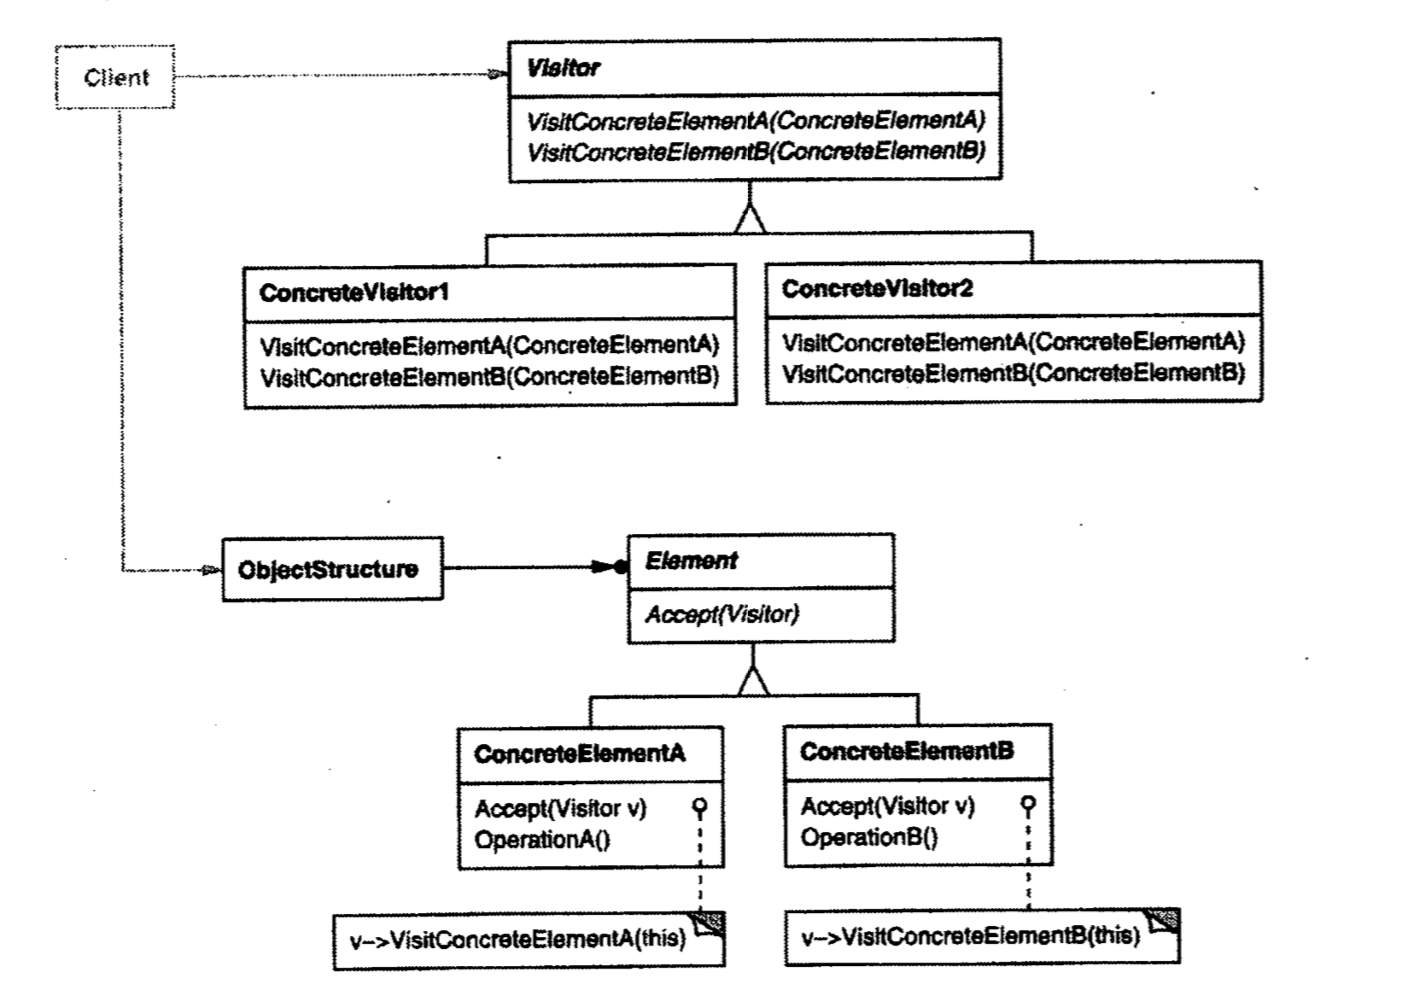 Client
Visitor
VisitConcreteElementA(ConcreteElementA)
VisitConcreteElementB(ConcreteElementB)
ConcreteVisitor1
VisitConcreteElementA(ConcreteElementA)
VisitConcreteElementB(ConcreteElementB)
ConcreteVisitor2
VisitConcreteElementA(ConcreteElementA)
VisitConcreteElementB(ConcreteElementB)
ObjectStructure
Element
Accept(Visitor)
ConcreteElementA
Accept(Visitor v)
OperationA()
ConcreteElementB
Accept(Visitor v)
OperationB()
v–>VisitConcreteElementA(this)
v–>VisitConcreteElementB(this)